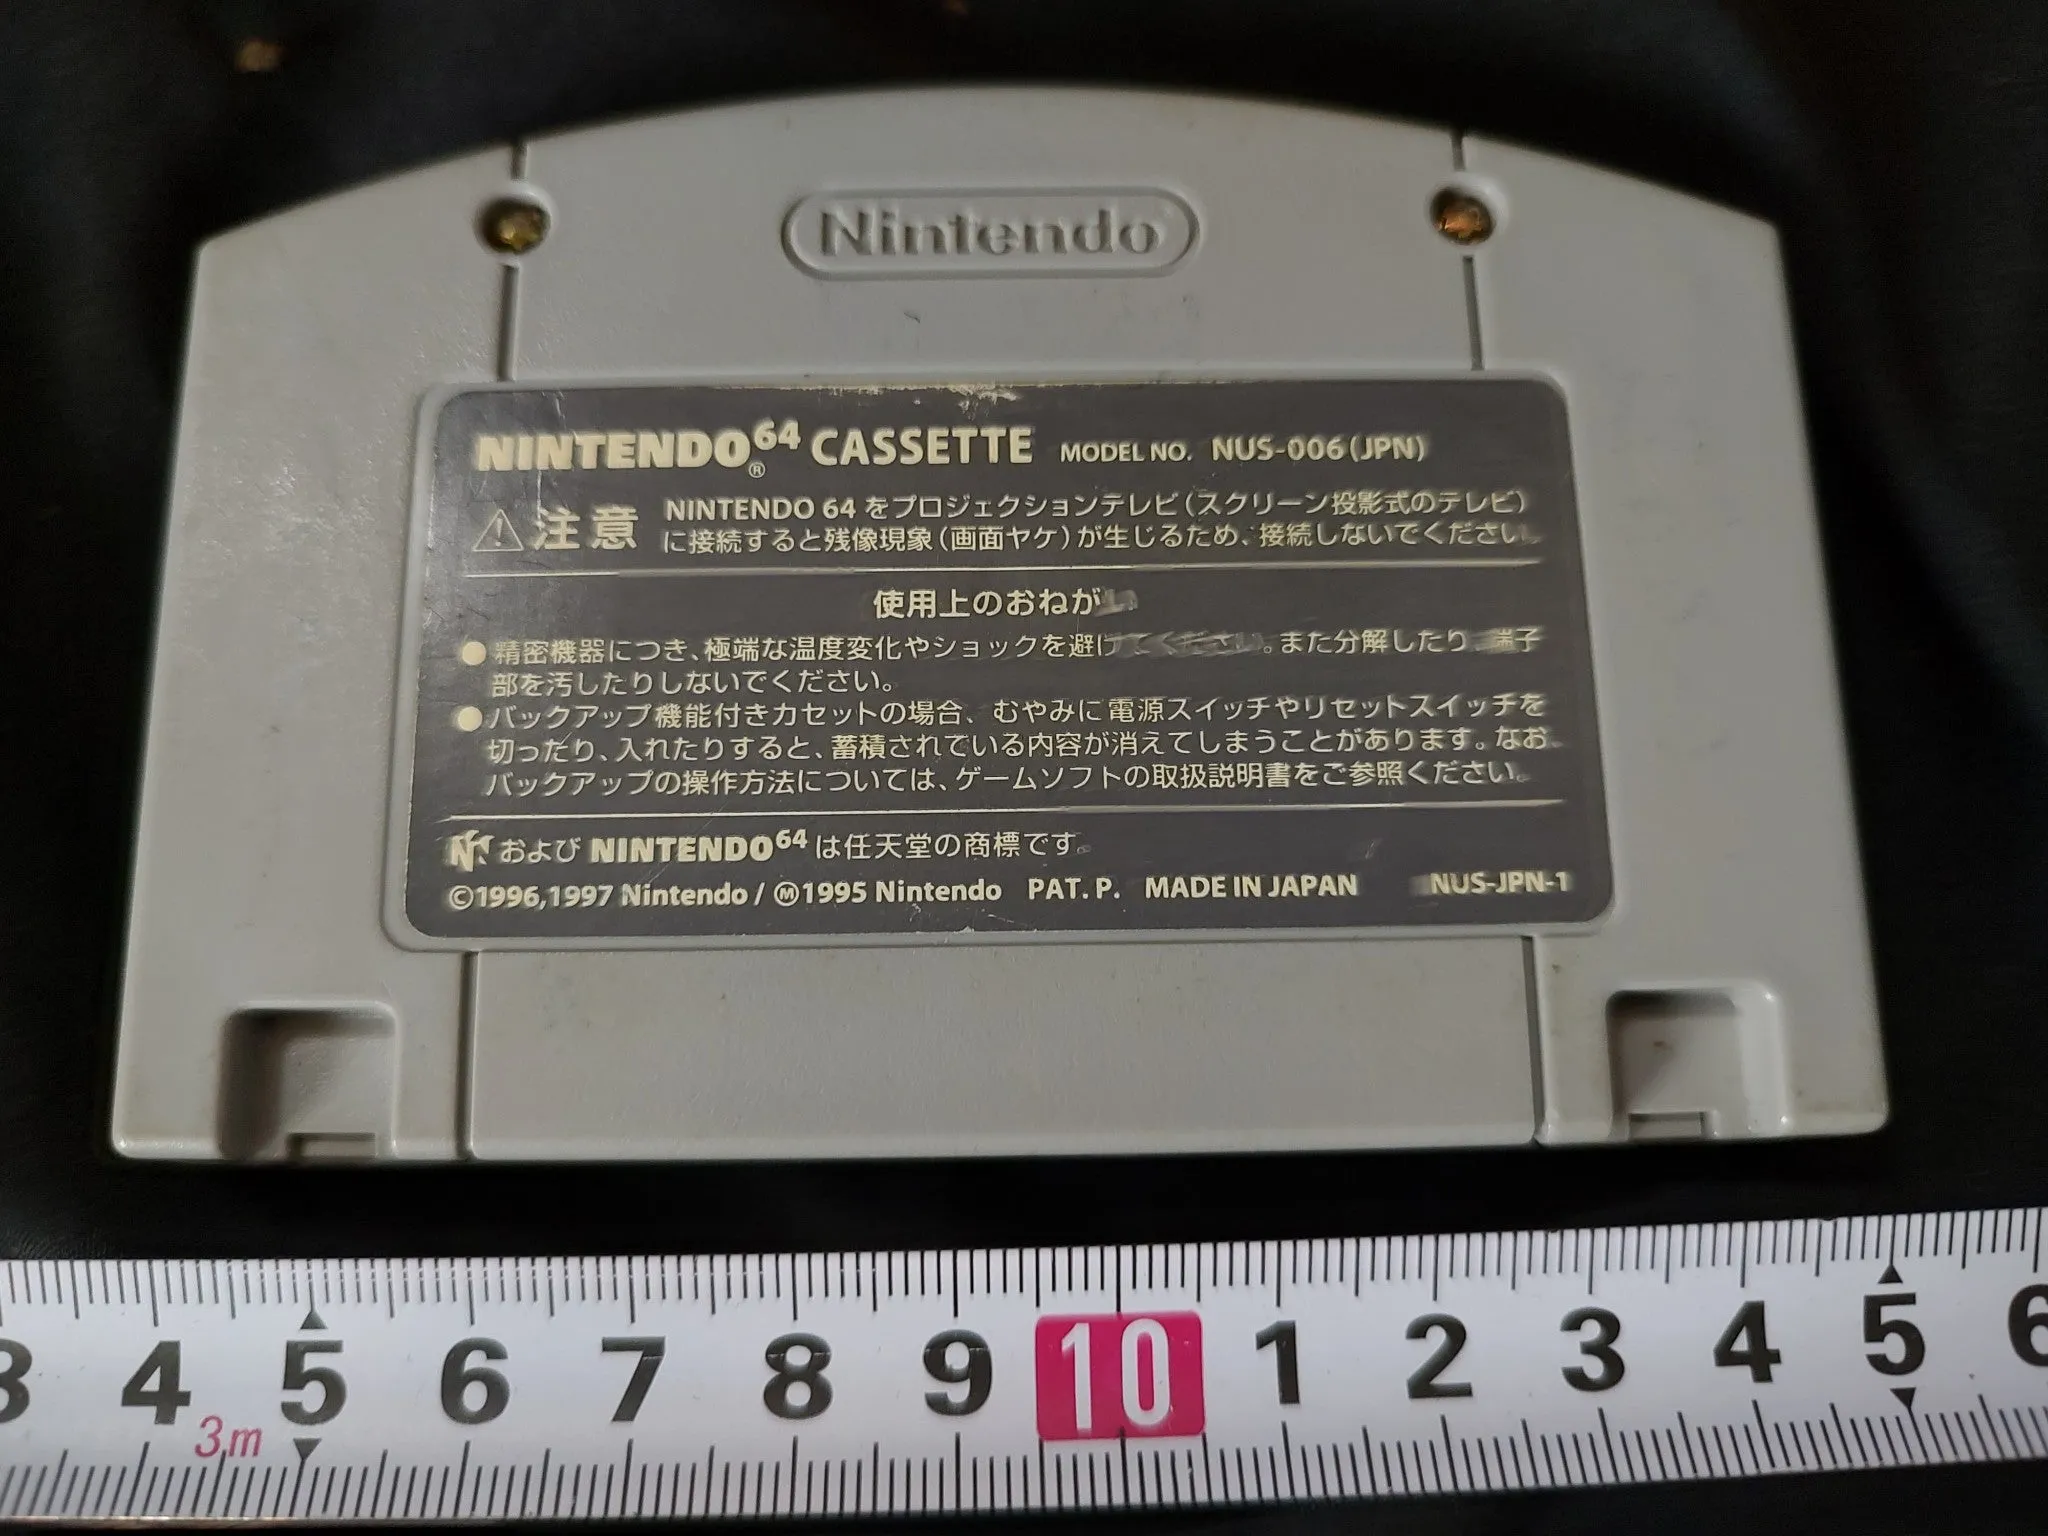 Nintendo
NINTENDO64® CASSETTE MODEL NO. NUS-006(JPN)
⚠注意 NINTENDO 64 をプロジェクションテレビ(スクリーン投影式のテレビ)
に接続すると残像現象(画面ヤケ)が生じるため、接続しないでください。
使用上のおねがい
●精密機器につき、極端な温度変化やショックを避けてください。また分解したり、端子
部を汚したりしないでください。
●バックアップ機能付きカセットの場合、むやみに電源スイッチやリセットスイッチを
切ったり、入れたりすると、蓄積されている内容が消えてしまうことがあります。なお、
バックアップの操作方法については、ゲームソフトの取扱説明書をご参照ください。
および NINTENDO64 は任天堂の商標です。
©1996,1997 Nintendo / Ⓜ1995 Nintendo PAT. P. MADE IN JAPAN NUS-JPN-1
3 4 5 6 7 8 9 10 1 2 3 4 5 6
3m